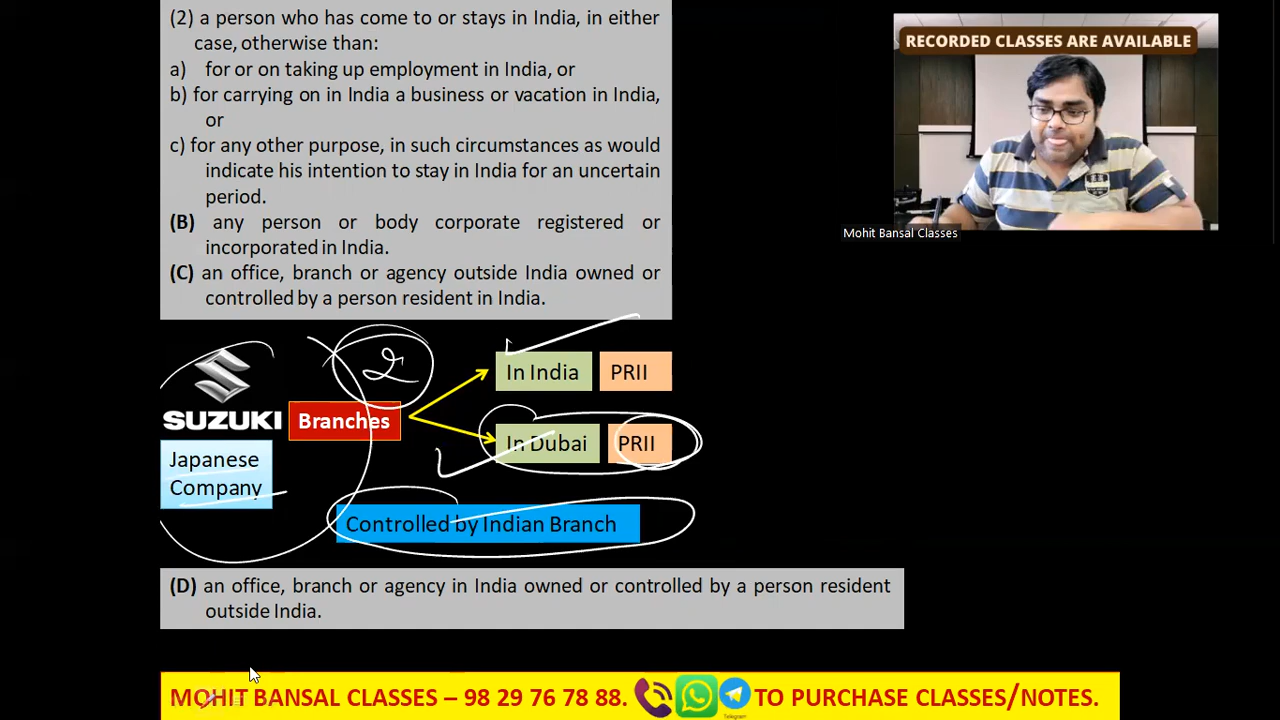 (2) a person who has come to or stays in India, in either
case, otherwise than:
a) for or on taking up employment in India, or
b) for carrying on in India a business or vacation in India,
or
c) for any other purpose, in such circumstances as would
indicate his intention to stay in India for an uncertain
period.
(B) any person or body corporate registered or
incorporated in India.
(C) an office, branch or agency outside India owned or
controlled by a person resident in India.
RECORDED CLASSES ARE AVAILABLE
Mohit Bansal Classes
2
In India PRII
SUZUKI Branches
In Dubai PRII
Japanese
Company
Controlled by Indian Branch
(D) an office, branch or agency in India owned or controlled by a person resident
outside India.
MOHIT BANSAL CLASSES – 98 29 76 78 88. TO PURCHASE CLASSES/NOTES.